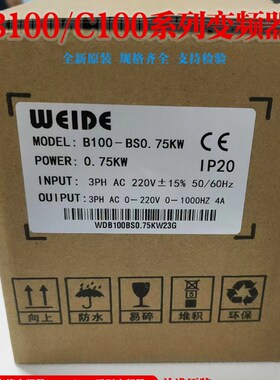 B100/C100系列变频器
全新原装 规格齐全 支持检验
WEIDE
MODEL: B100-BS0.75KW
CE
POWER: 0.75KW
IP20
INPUT: 3PH AC 220V±15% 50/60Hz
OUIPUT: 3PH AC 0-220V 0-1000HZ 4A
WDB100BS0.75KW23G
向上
防水
易碎
堆积
环保